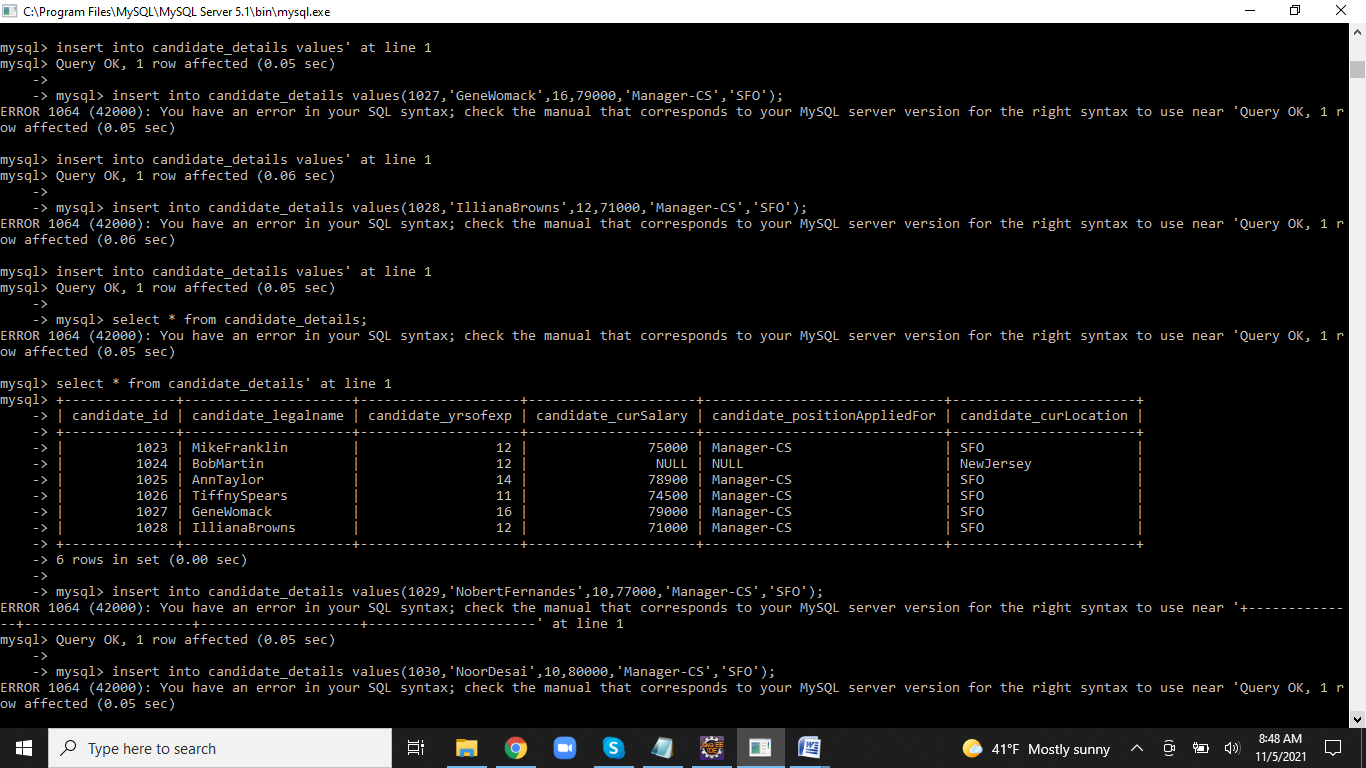 C:\Program Files\MySQL\MySQL Server 5.1\bin\mysql.exe
mysql> insert into candidate_details values' at line 1
mysql> Query OK, 1 row affected (0.05 sec)
    ->
    -> mysql> insert into candidate_details values(1027,'GeneWomack',16,79000,'Manager-CS','SFO');
ERROR 1064 (42000): You have an error in your SQL syntax; check the manual that corresponds to your MySQL server version for the right syntax to use near 'Query OK, 1 r
ow affected (0.05 sec)
mysql> insert into candidate_details values' at line 1
mysql> Query OK, 1 row affected (0.06 sec)
    ->
    -> mysql> insert into candidate_details values(1028,'IllianaBrowns',12,71000,'Manager-CS','SFO');
ERROR 1064 (42000): You have an error in your SQL syntax; check the manual that corresponds to your MySQL server version for the right syntax to use near 'Query OK, 1 r
ow affected (0.06 sec)
mysql> insert into candidate_details values' at line 1
mysql> Query OK, 1 row affected (0.05 sec)
    ->
    -> mysql> select * from candidate_details;
ERROR 1064 (42000): You have an error in your SQL syntax; check the manual that corresponds to your MySQL server version for the right syntax to use near 'Query OK, 1 r
ow affected (0.05 sec)
mysql> select * from candidate_details' at line 1
mysql> +--------------+---------------------+--------------------+---------------------+------------------------------+-----------------------+
    -> | candidate_id | candidate_legalname | candidate_yrsofexp | candidate_curSalary | candidate_positionAppliedFor | candidate_curLocation |
    -> +--------------+---------------------+--------------------+---------------------+------------------------------+-----------------------+
    -> | 1023 | MikeFranklin | 12 | 75000 | Manager-CS | SFO |
    -> | 1024 | BobMartin | 12 | NULL | NULL | NewJersey |
    -> | 1025 | AnnTaylor | 14 | 78900 | Manager-CS | SFO |
    -> | 1026 | TiffnySpears | 11 | 74500 | Manager-CS | SFO |
    -> | 1027 | GeneWomack | 16 | 79000 | Manager-CS | SFO |
    -> | 1028 | IllianaBrowns | 12 | 71000 | Manager-CS | SFO |
    -> +--------------+---------------------+--------------------+---------------------+------------------------------+-----------------------+
    -> 6 rows in set (0.00 sec)
    ->
    -> mysql> insert into candidate_details values(1029,'NobertFernandes',10,77000,'Manager-CS','SFO');
ERROR 1064 (42000): You have an error in your SQL syntax; check the manual that corresponds to your MySQL server version for the right syntax to use near '+------------
--+---------------------+--------------------+---------------------' at line 1
mysql> Query OK, 1 row affected (0.05 sec)
    ->
    -> mysql> insert into candidate_details values(1030,'NoorDesai',10,80000,'Manager-CS','SFO');
ERROR 1064 (42000): You have an error in your SQL syntax; check the manual that corresponds to your MySQL server version for the right syntax to use near 'Query OK, 1 r
ow affected (0.05 sec)
Type here to search
41°F Mostly sunny
8:48 AM
11/5/2021